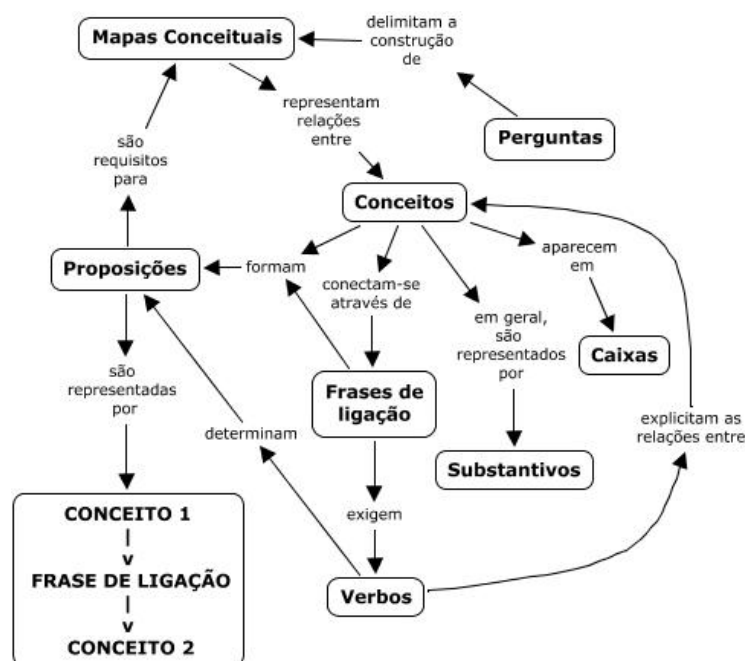 delimitam a
construção
de
Mapas Conceituais
representam
relações
entre
Perguntas
são
requisitos
para
Conceitos
Proposições
formam
conectam-se
através de
aparecem
em
em geral,
são
representados
por
Caixas
são
representadas
por
Frases de
ligação
determinam
explicitam as
relações entre
Substantivos
exigem
CONCEITO 1
|
v
FRASE DE LIGAÇÃO
|
v
CONCEITO 2
Verbos